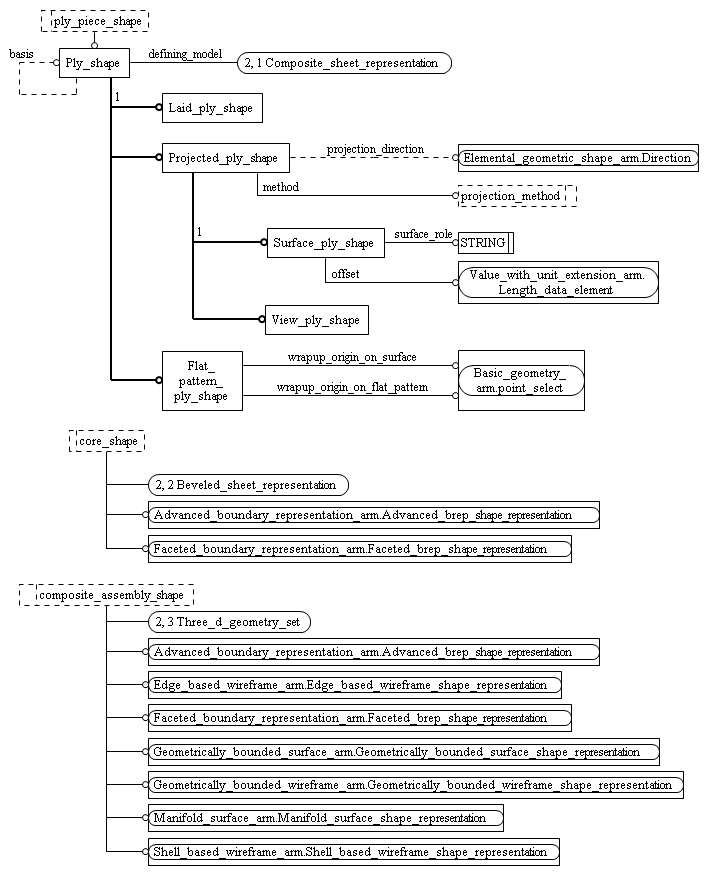 ply_piece_shape
basis
Ply_shape
defining_model
2, 1 Composite_sheet_representation
1
Laid_ply_shape
Projected_ply_shape
projection_direction
Elemental_geometric_shape_arm.Direction
method
projection_method
1
Surface_ply_shape
surface_role
STRING
offset
Value_with_unit_extension_arm.
Length_data_element
View_ply_shape
Flat_
pattern_
ply_shape
wrapup_origin_on_surface
wrapup_origin_on_flat_pattern
Basic_geometry_
arm.point_select
core_shape
2, 2 Beveled_sheet_representation
Advanced_boundary_representation_arm.Advanced_brep_shape_representation
Faceted_boundary_representation_arm.Faceted_brep_shape_representation
composite_assembly_shape
2, 3 Three_d_geometry_set
Advanced_boundary_representation_arm.Advanced_brep_shape_representation
Edge_based_wireframe_arm.Edge_based_wireframe_shape_representation
Faceted_boundary_representation_arm.Faceted_brep_shape_representation
Geometrically_bounded_surface_arm.Geometrically_bounded_surface_shape_representation
Geometrically_bounded_wireframe_arm.Geometrically_bounded_wireframe_shape_representation
Manifold_surface_arm.Manifold_surface_shape_representation
Shell_based_wireframe_arm.Shell_based_wireframe_shape_representation